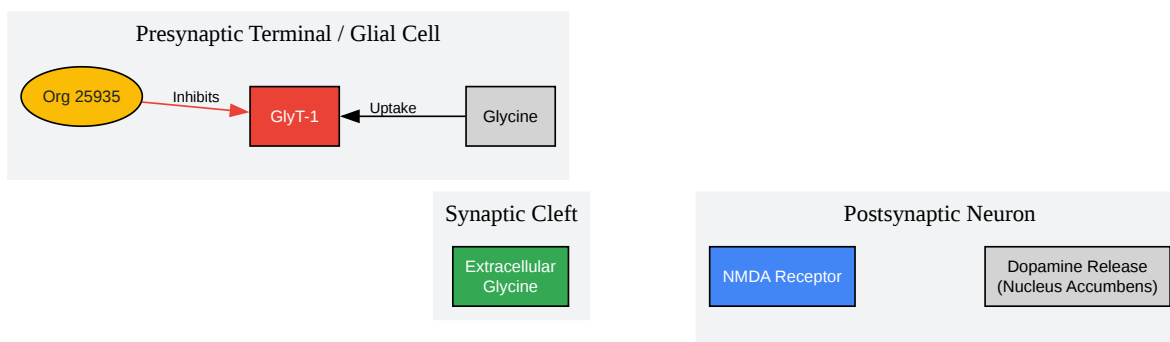 Presynaptic Terminal / Glial Cell
Org 25935
Inhibits
GlyT-1
Uptake
Glycine
Synaptic Cleft
Extracellular
Glycine
Postsynaptic Neuron
NMDA Receptor
Dopamine Release
(Nucleus Accumbens)